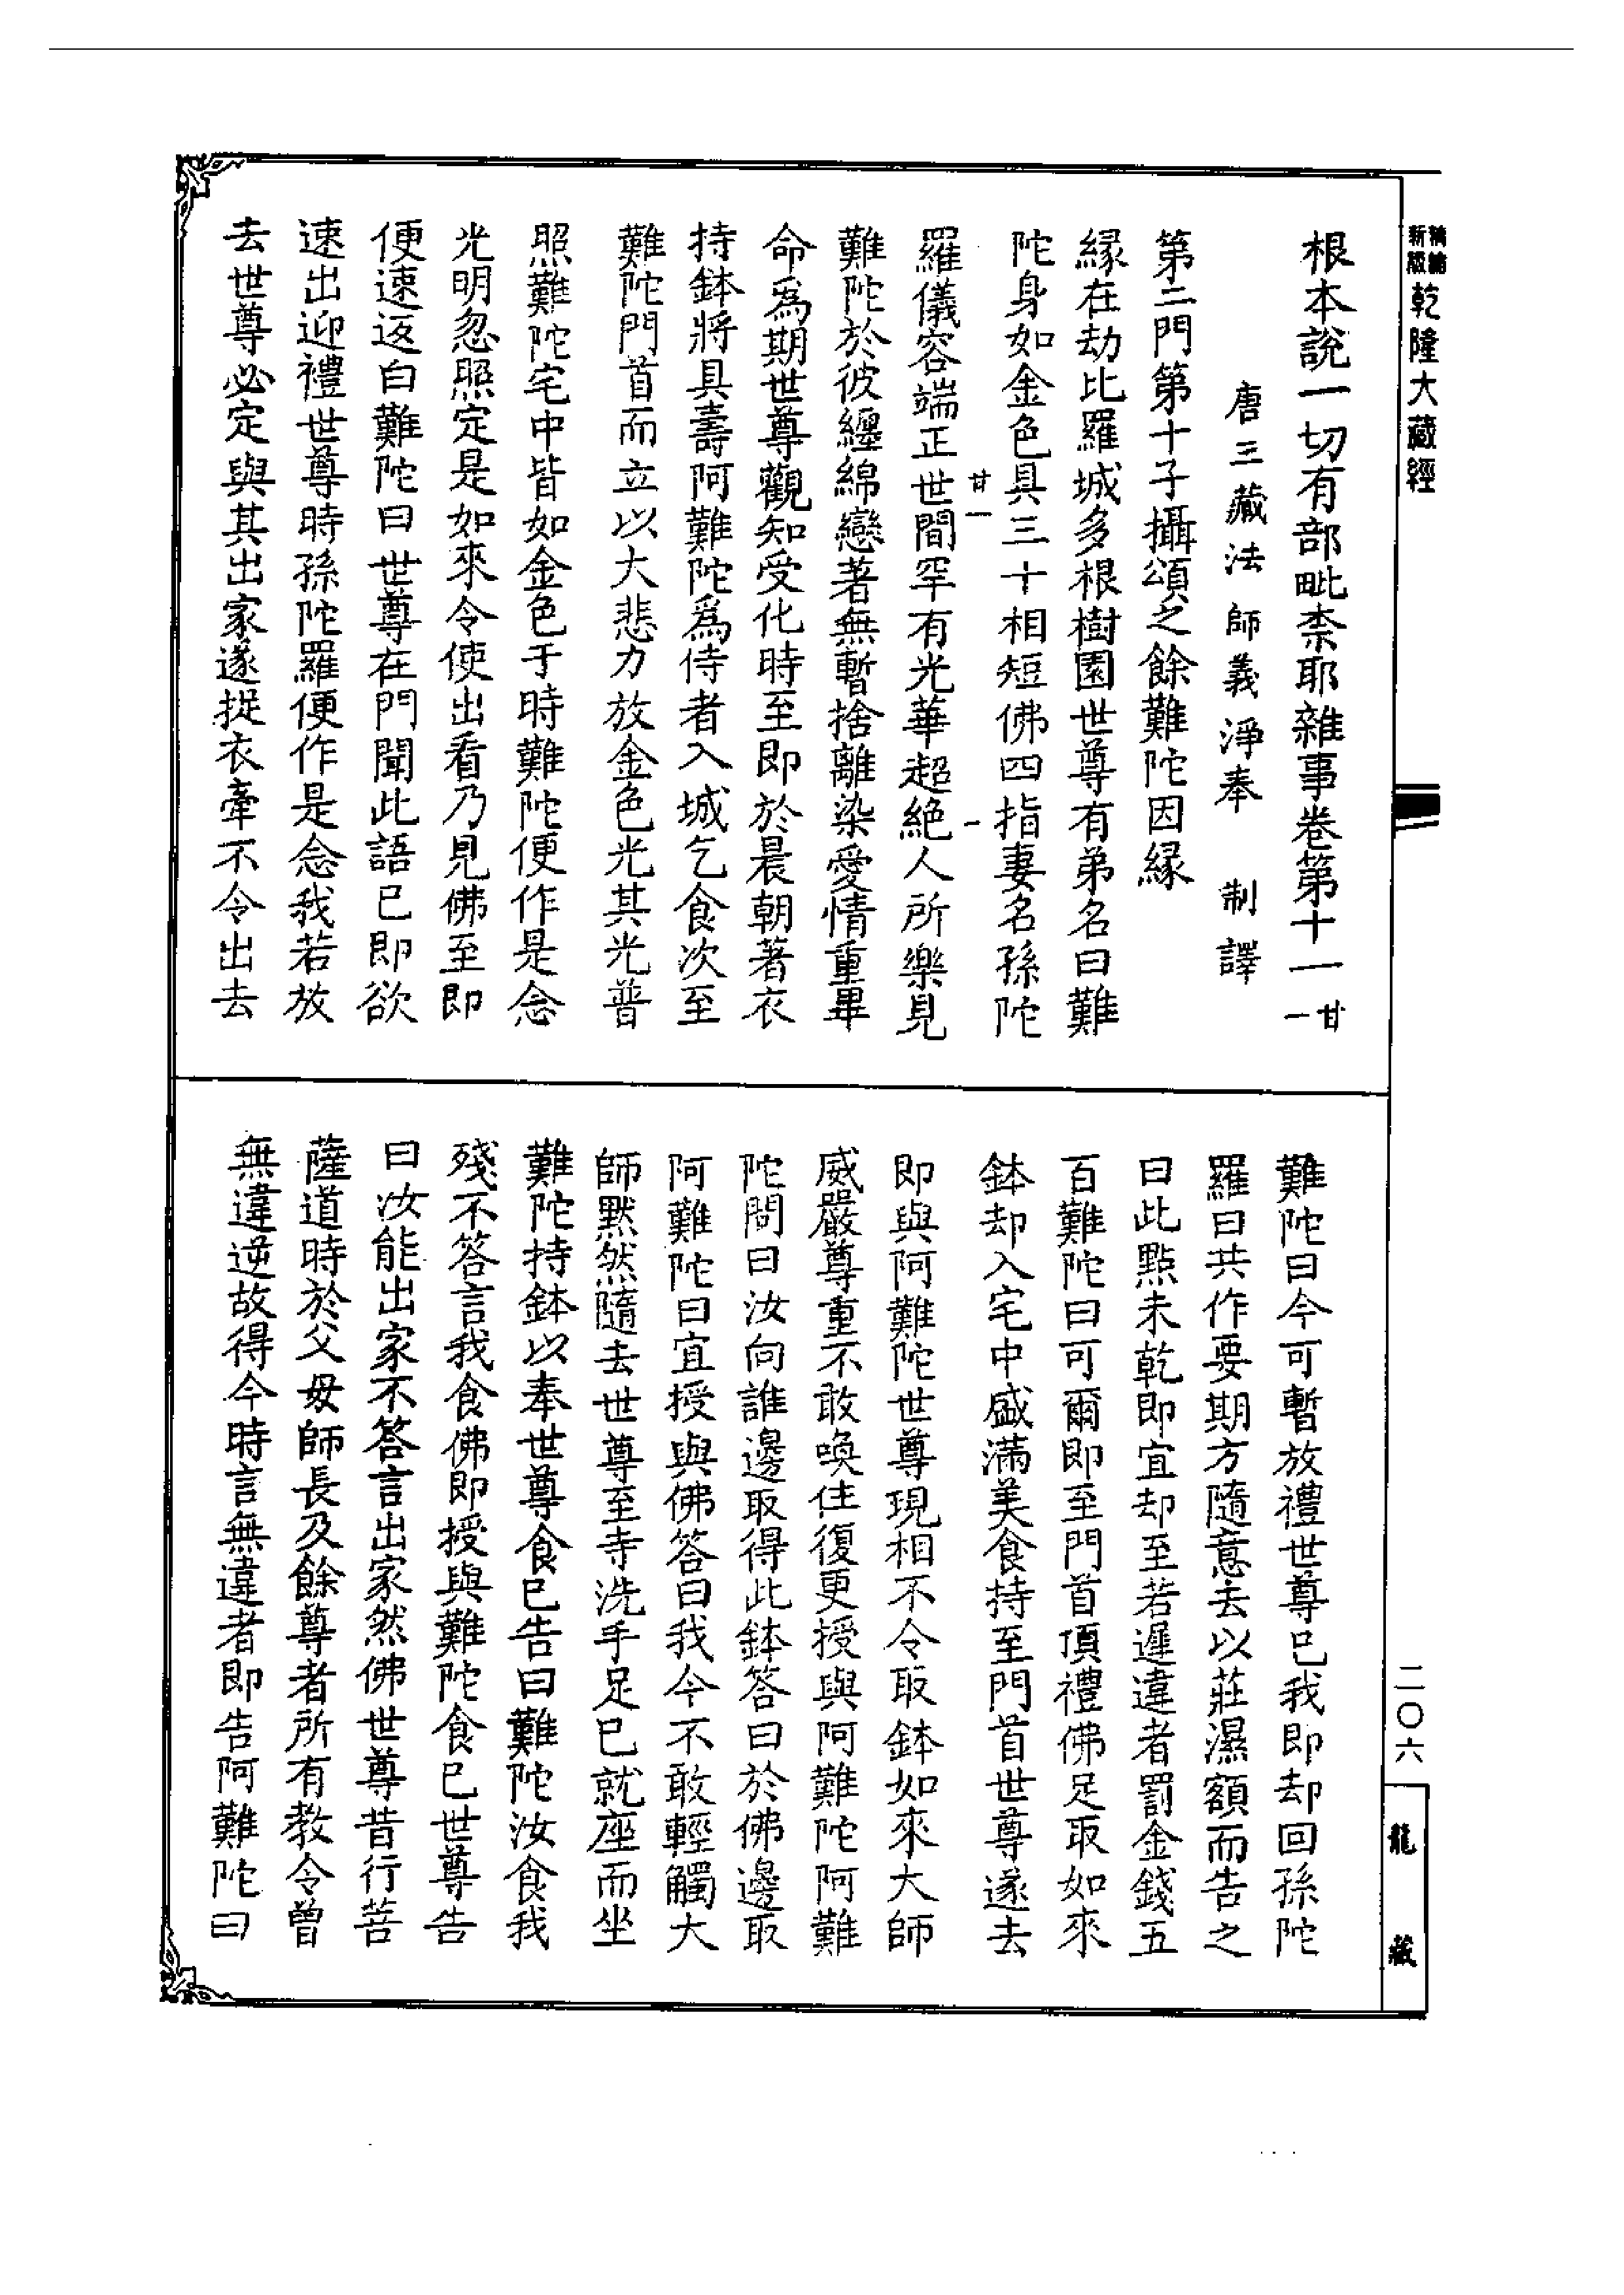 新版
乾隆大藏經
根本說一切有部毗柰耶雜事卷第十一 甘一
唐三藏法師義淨奉 制譯
第二門第十子攝頌之餘難陀因緣
緣在劫比羅城多根樹園世尊有弟名曰難
陀身如金色具三十相短佛四指妻名孫陀
甘一 一
羅儀容端正世間罕有光華超絕人所樂見
難陀於彼纏綿戀著無暫捨離染愛情重畢
命爲期世尊觀知受化時至即於晨朝著衣
持鉢將具壽阿難陀爲侍者入城乞食次至
難陀門首而立以大悲力放金色光其光普
照難陀宅中皆如金色于時難陀便作是念
光明忽照定是如來令使出看乃見佛至即
便速返白難陀曰世尊在門聞此語已即欲
速出迎禮世尊時孫陀羅便作是念我若放
去世尊必定與其出家遂捉衣牽不令出去
難陀曰今可暫放禮世尊已我即却回孫陀
羅曰共作要期方隨意去以莊濕額而告之
曰此點未乾即宜却至若遲違者罰金錢五
百難陀曰可爾即至門首頂禮佛足取如來
鉢却入宅中盛滿美食持至門首世尊遂去
即與阿難陀世尊現相不令取鉢如來大師
威嚴尊重不敢喚住復更授與阿難陀阿難
陀問曰汝向誰邊取得此鉢答曰於佛邊取
阿難陀曰宜授與佛答曰我今不敢輕觸大
師默然隨去世尊至寺洗手足已就座而坐
難陀持鉢以奉世尊食已告曰難陀汝食我
殘不答言我食佛即授與難陀食已世尊告
曰汝能出家不答言出家然佛世尊昔行菩
薩道時於父母師長及餘尊者所有教令曾
無違逆故得今時言無違者即告阿難陀曰
二〇六
龍藏